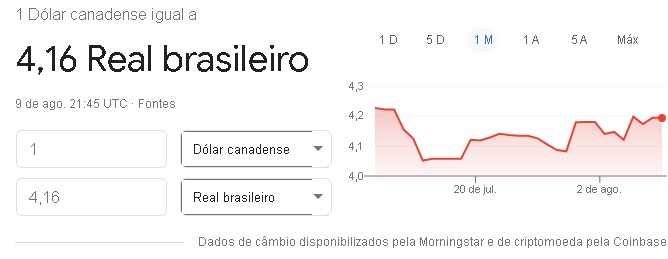 1 Dólar canadense igual a
4,16 Real brasileiro
9 de ago. 21:45 UTC · Fontes
1 Dólar canadense
4,16 Real brasileiro
1 D 5 D 1 M 1 A 5 A Máx
4,3
4,2
4,1
4,0
20 de jul. 2 de ago.
Dados de câmbio disponibilizados pela Morningstar e de criptomoeda pela Coinbase